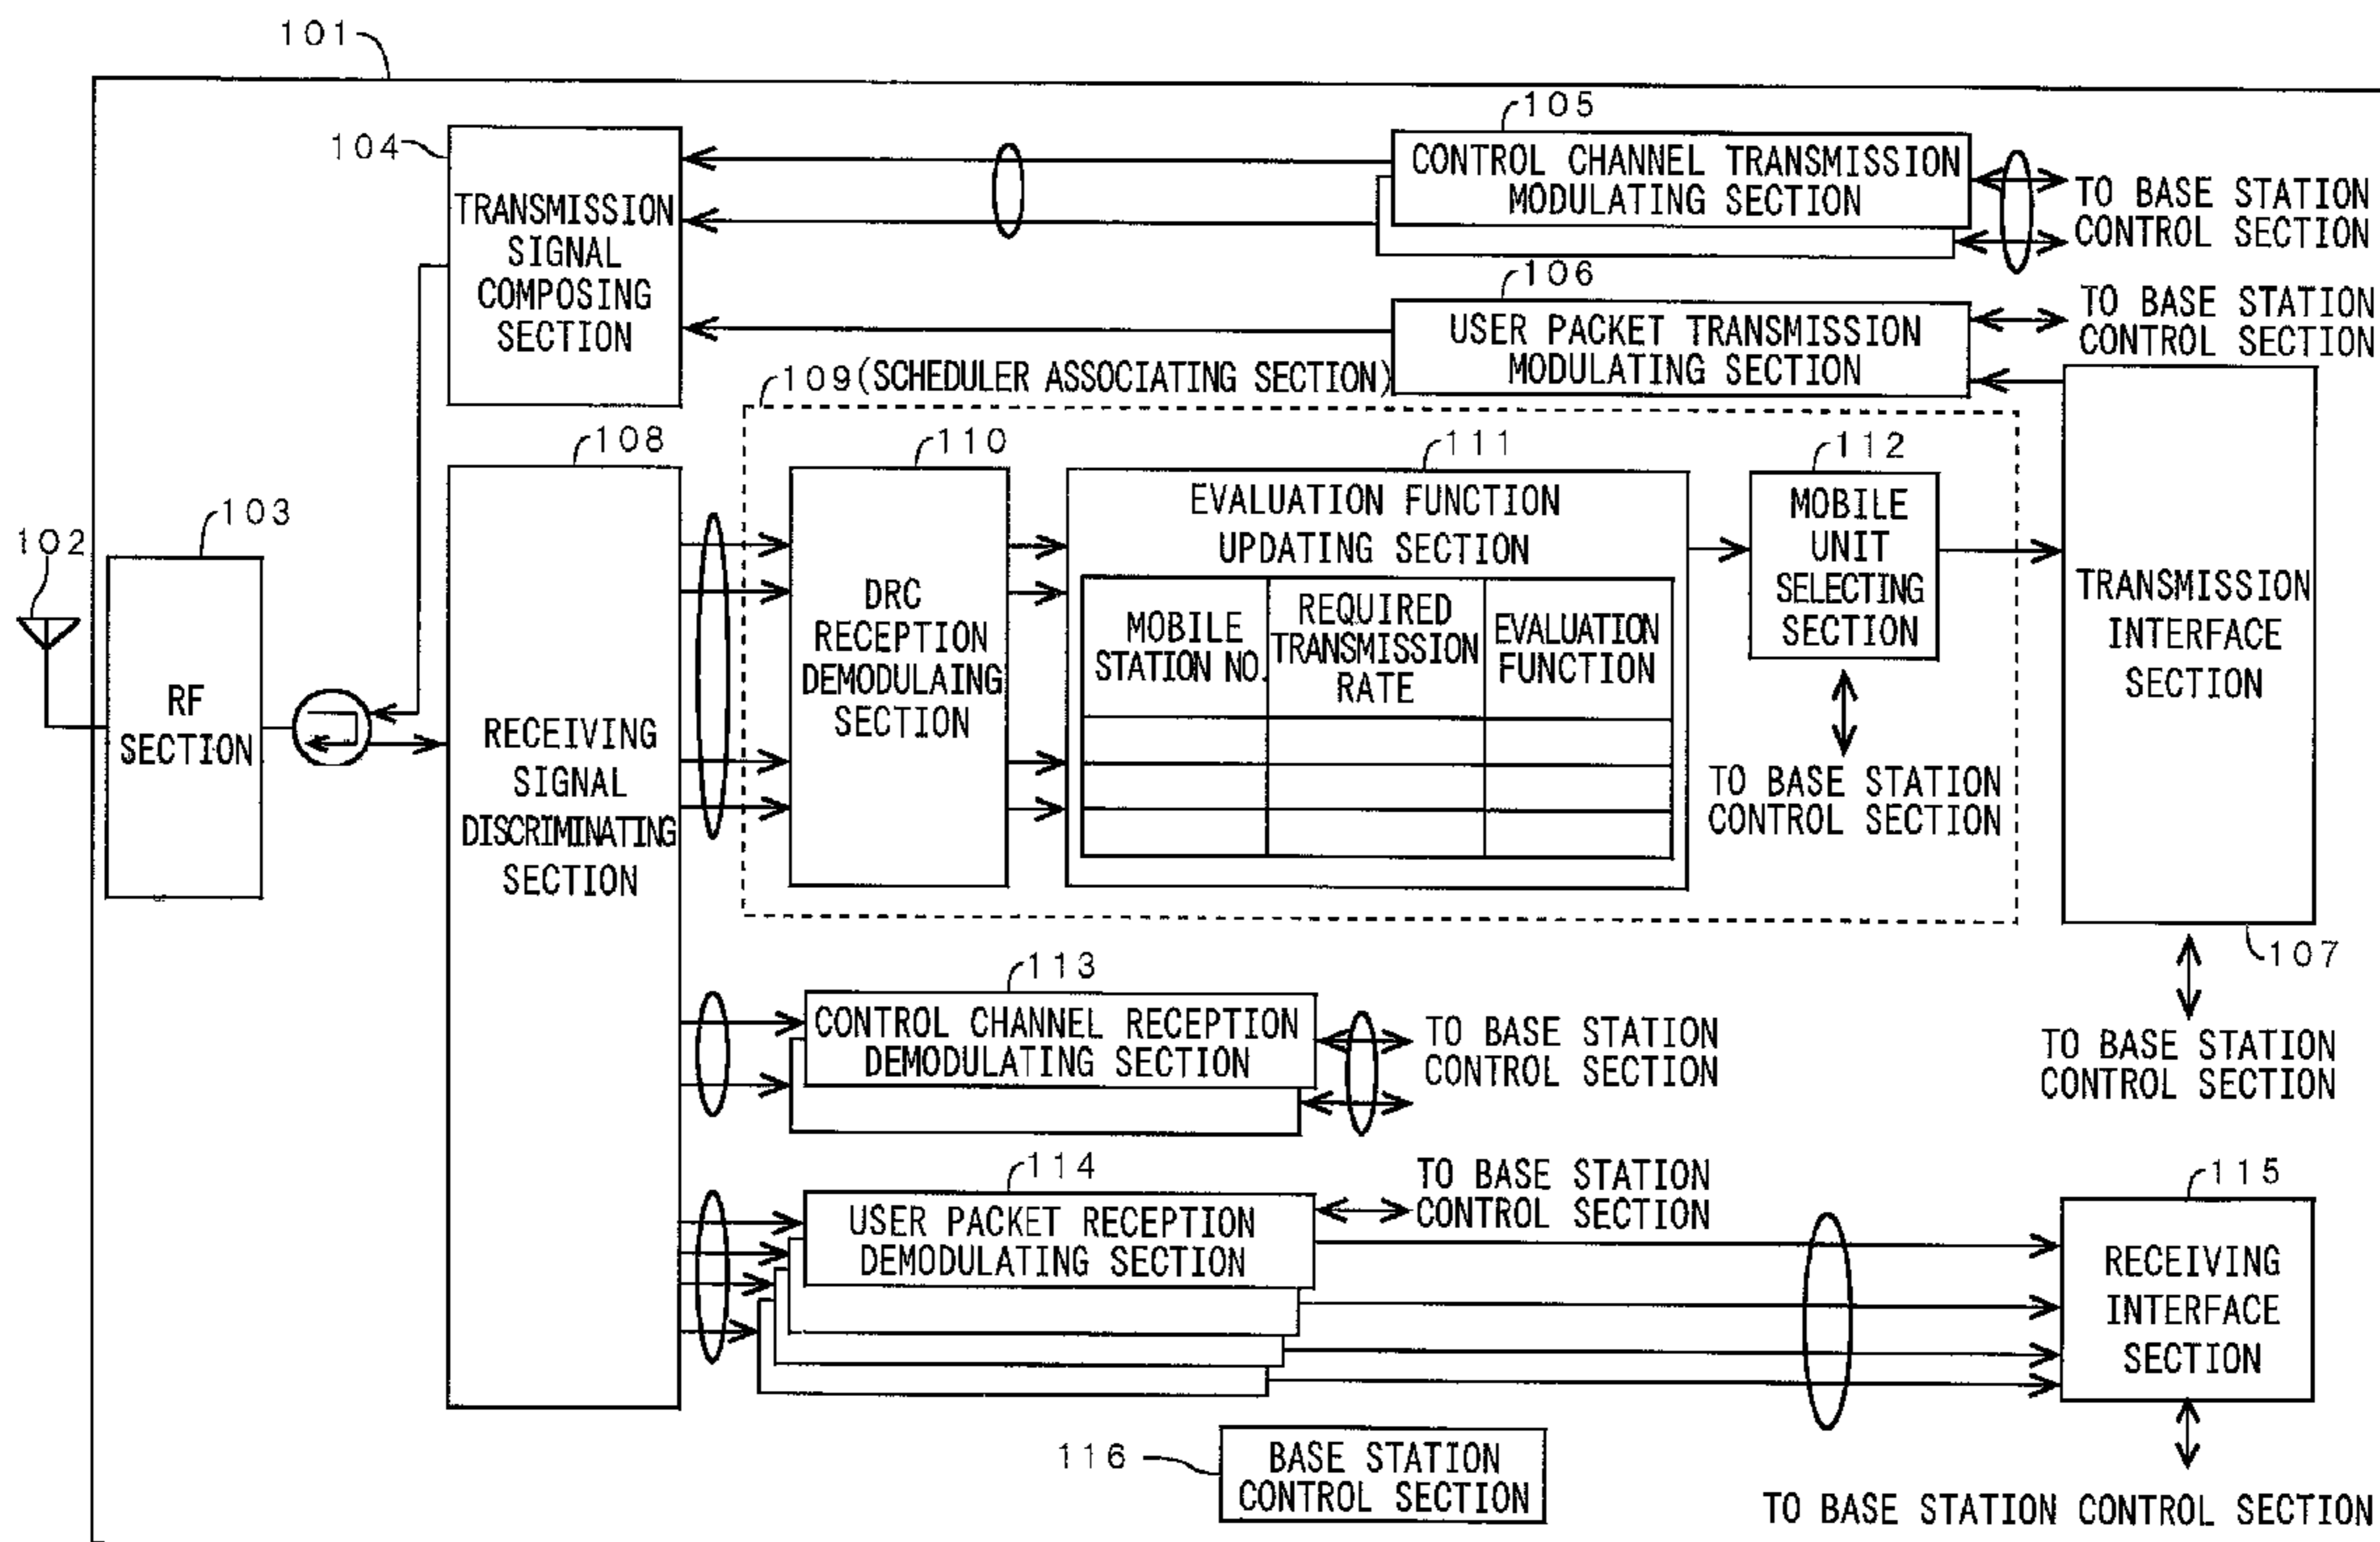 101
105
104
CONTROL CHANNEL TRANSMISSION
MODULATING SECTION
TO BASE STATION
CONTROL SECTION
TRANSMISSION
SIGNAL
COMPOSING
SECTION
106
USER PACKET TRANSMISSION
MODULATING SECTION
TO BASE STATION
CONTROL SECTION
109(SCHEDULER ASSOCIATING SECTION)
108
110
111
112
102
103
RF
SECTION
RECEIVING
SIGNAL
DISCRIMINATING
SECTION
DRC
RECEPTION
DEMODULAING
SECTION
EVALUATION FUNCTION
UPDATING SECTION
MOBILE
STATION NO.
REQUIRED
TRANSMISSION
RATE
EVALUATION
FUNCTION
MOBILE
UNIT
SELECTING
SECTION
TO BASE STATION
CONTROL SECTION
TRANSMISSION
INTERFACE
SECTION
107
TO BASE STATION
CONTROL SECTION
113
CONTROL CHANNEL RECEPTION
DEMODULATING SECTION
TO BASE STATION
CONTROL SECTION
114
USER PACKET RECEPTION
DEMODULATING SECTION
TO BASE STATION
CONTROL SECTION
115
RECEIVING
INTERFACE
SECTION
116
BASE STATION
CONTROL SECTION
TO BASE STATION CONTROL SECTION